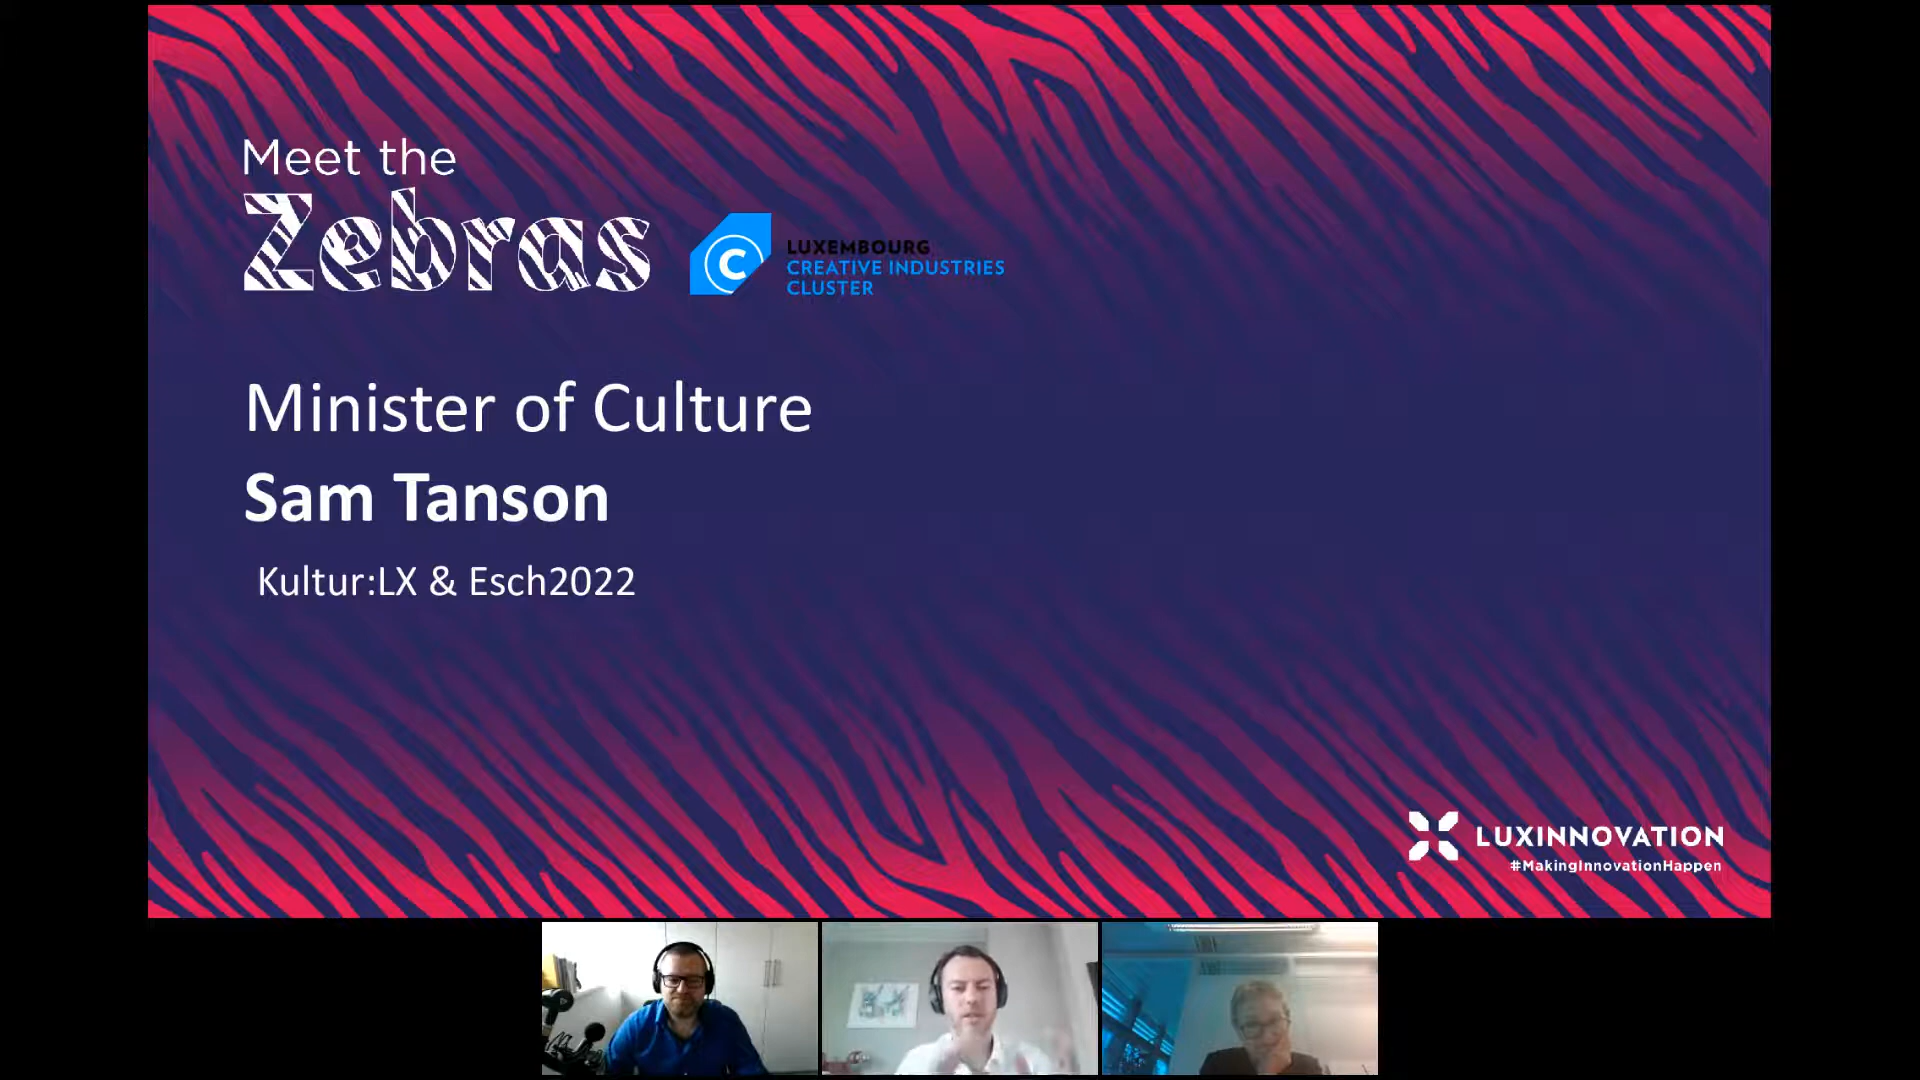 Meet the
Zebras
C
LUXEMBOURG
CREATIVE INDUSTRIES
CLUSTER
Minister of Culture
Sam Tanson
Kultur:LX & Esch2022
LUXINNOVATION
#MakingInnovationHappen